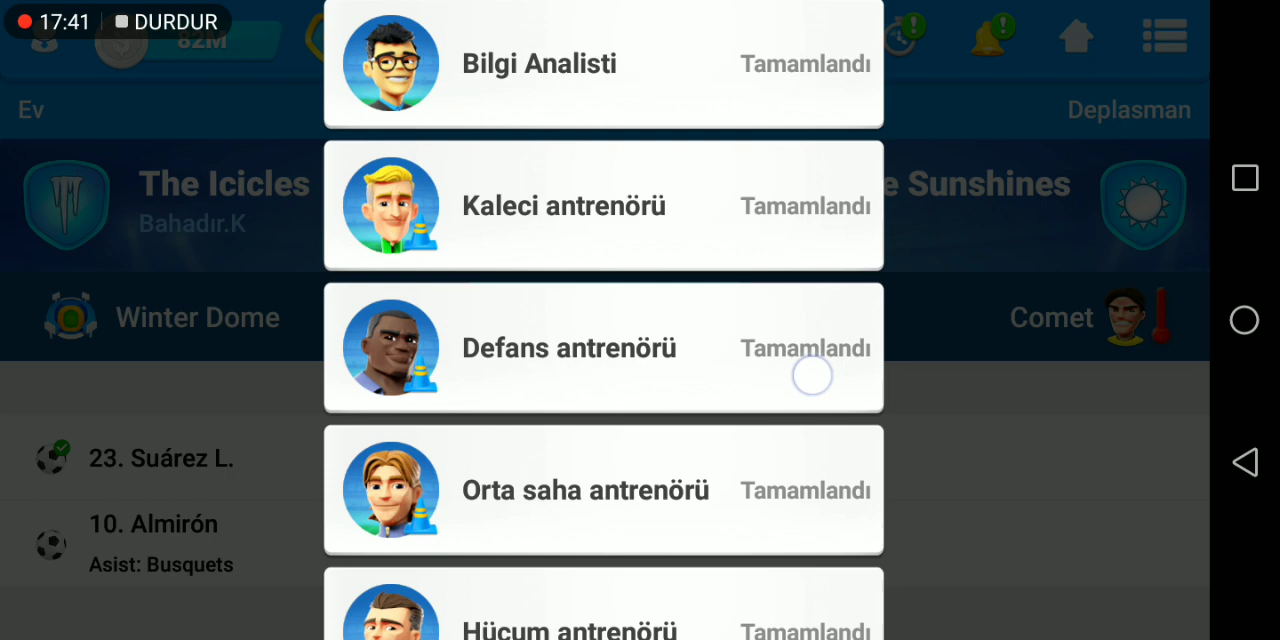 17:41
DURDUR
82M
Ev
Deplasman
The Icicles
e Sunshines
Bahadır.K
Winter Dome
Comet
Bilgi Analisti
Tamamlandı
Kaleci antrenörü
Tamamlandı
Defans antrenörü
Tamamlandı
Orta saha antrenörü
Tamamlandı
Hücum antrenörü
Tamamlandı
23. Suárez L.
10. Almirón
Asist: Busquets